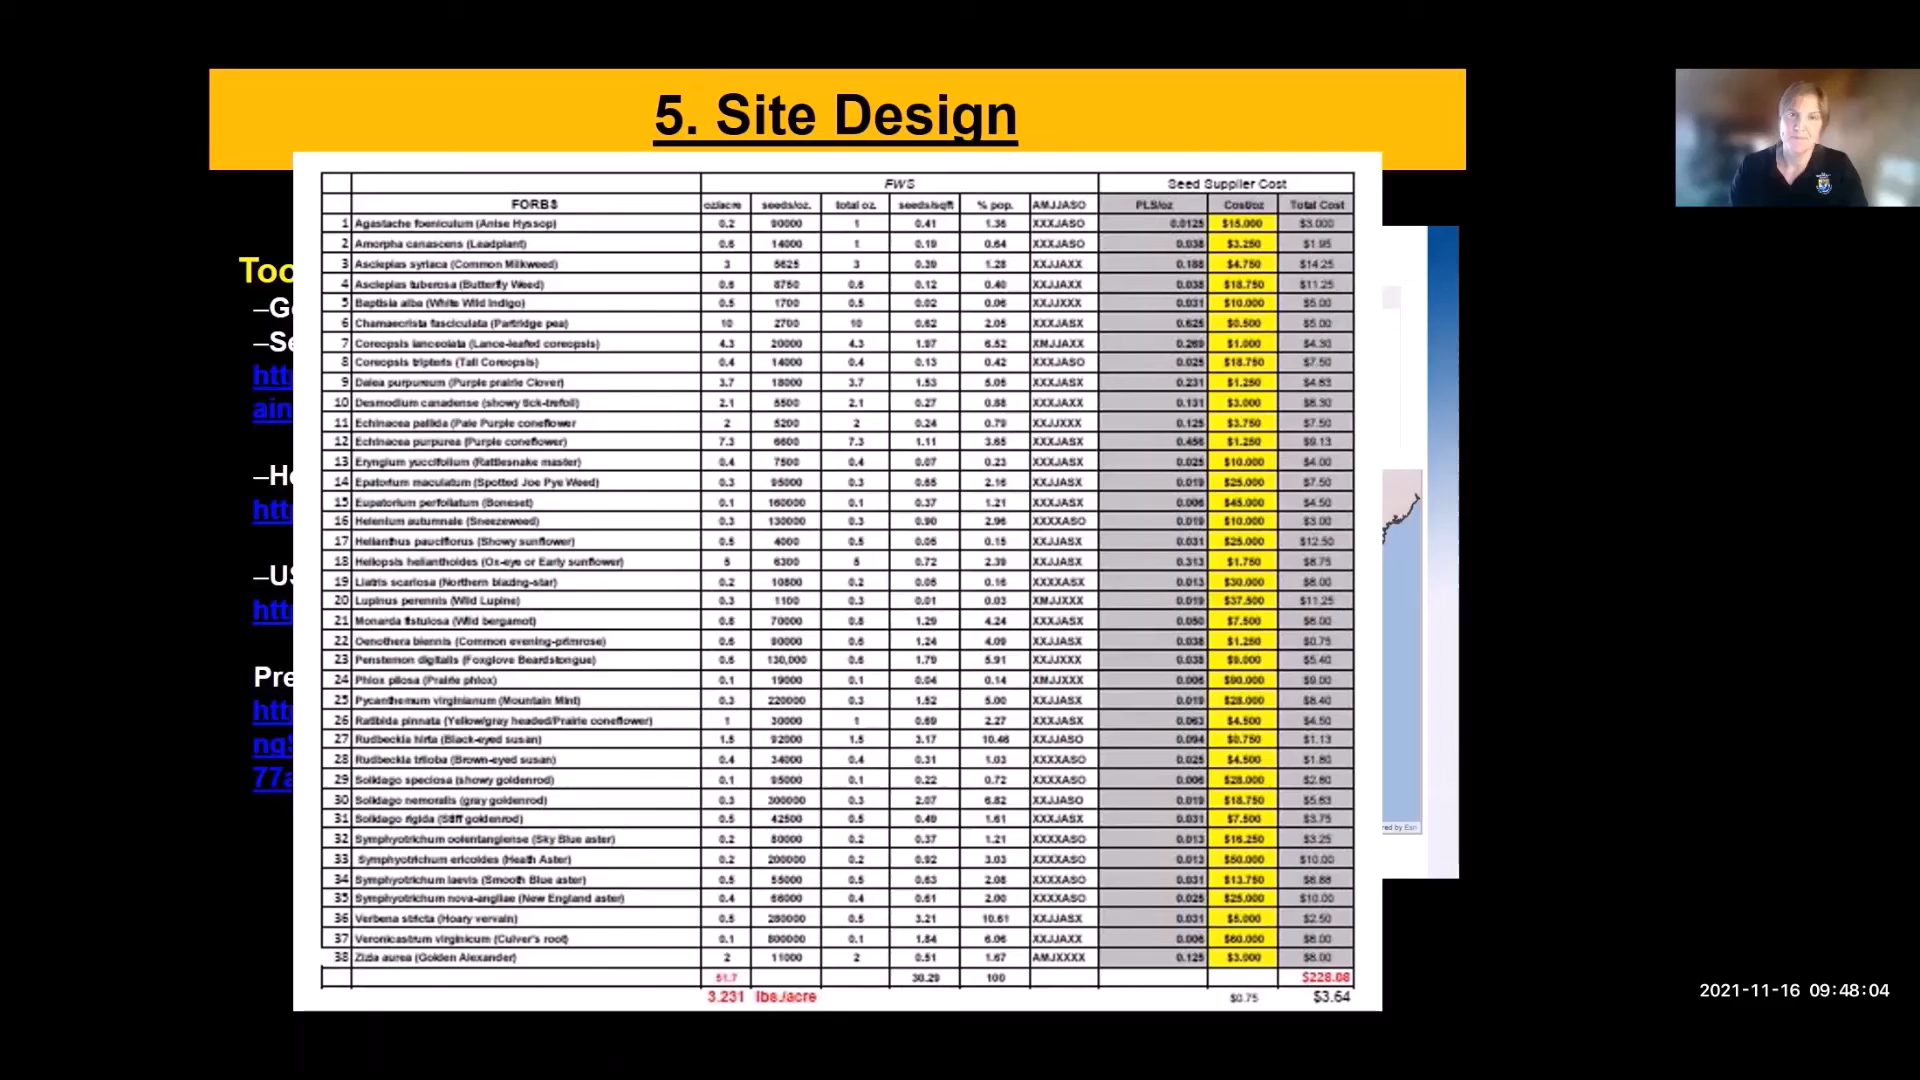 5. Site Design
FWS Seed Supplier Cost
FORBS oz/acre seeds/oz. total oz. seeds/sqft % pop. AMJJASO PLS/oz Cost/oz Total Cost
1 Agastache foeniculum (Anise Hyssop) 0.2 90000 1 0.41 1.36 XXXJASO 0.0125 $15.000 $3.000
2 Amorpha canascens (Leadplant) 0.6 14000 1 0.19 0.64 XXXJASO 0.038 $3.250 $1.95
3 Asclepias syriaca (Common Milkweed) 3 5625 3 0.39 1.28 XXJJAXX 0.188 $4.750 $14.25
4 Asclepias tuberosa (Butterfly Weed) 0.6 8750 0.6 0.12 0.40 XXJJAXX 0.038 $18.750 $11.25
5 Baptisia alba (White Wild Indigo) 0.5 1700 0.5 0.02 0.06 XXJJXXX 0.031 $10.000 $5.00
6 Chamaecrista fasciculata (Partridge pea) 10 2700 10 0.62 2.05 XXXJASX 0.625 $0.500 $5.00
7 Coreopsis lanceolata (Lance-leafed coreopsis) 4.3 20000 4.3 1.97 6.52 XMJJAXX 0.269 $1.000 $4.30
8 Coreopsis tripteris (Tall Coreopsis) 0.4 14000 0.4 0.13 0.42 XXXJASO 0.025 $18.750 $7.50
9 Dalea purpureum (Purple prairie Clover) 3.7 18000 3.7 1.53 5.05 XXXJASX 0.231 $1.250 $4.63
10 Desmodium canadense (showy tick-trefoil) 2.1 5500 2.1 0.27 0.88 XXXJAXX 0.131 $3.000 $6.30
11 Echinacea pallida (Pale Purple coneflower 2 5200 2 0.24 0.79 XXJJXXX 0.125 $3.750 $7.50
12 Echinacea purpurea (Purple coneflower) 7.3 6600 7.3 1.11 3.65 XXXJASX 0.456 $1.250 $9.13
13 Eryngium yuccifolium (Rattlesnake master) 0.4 7500 0.4 0.07 0.23 XXXJASX 0.025 $10.000 $4.00
14 Epatorium maculatum (Spotted Joe Pye Weed) 0.3 95000 0.3 0.65 2.16 XXJJASX 0.019 $25.000 $7.50
15 Eupatorium perfoliatum (Boneset) 0.1 160000 0.1 0.37 1.21 XXXJASX 0.006 $45.000 $4.50
16 Helenium autumnale (Sneezeweed) 0.3 130000 0.3 0.90 2.96 XXXXASO 0.019 $10.000 $3.00
17 Helianthus pauciflorus (Showy sunflower) 0.5 4000 0.5 0.05 0.15 XXJJASX 0.031 $25.000 $12.50
18 Heliopsis helianthoides (Ox-eye or Early sunflower) 5 6300 5 0.72 2.39 XXJJASX 0.313 $1.750 $8.75
19 Liatris scariosa (Northern blazing-star) 0.2 10800 0.2 0.05 0.16 XXXXASX 0.013 $30.000 $6.00
20 Lupinus perennis (Wild Lupine) 0.3 1100 0.3 0.01 0.03 XMJJXXX 0.019 $37.500 $11.25
21 Monarda fistulosa (Wild bergamot) 0.8 70000 0.8 1.29 4.24 XXXJASX 0.050 $7.500 $6.00
22 Oenothera biennis (Common evening-primrose) 0.6 90000 0.6 1.24 4.09 XXJJASX 0.038 $1.250 $0.75
23 Penstemon digitalis (Foxglove Beardstongue) 0.6 130,000 0.6 1.79 5.91 XXJJXXX 0.038 $9.000 $5.40
24 Phlox pilosa (Prairie phlox) 0.1 19000 0.1 0.04 0.14 XMJJXXX 0.006 $90.000 $9.00
25 Pycanthemum virginianum (Mountain Mint) 0.3 220000 0.3 1.52 5.00 XXXJASX 0.019 $28.000 $8.40
26 Ratibida pinnata (Yellow/gray headed/Prairie coneflower) 1 30000 1 0.69 2.27 XXXJASX 0.063 $4.500 $4.50
27 Rudbeckia hirta (Black-eyed susan) 1.5 92000 1.5 3.17 10.46 XXJJASO 0.094 $0.750 $1.13
28 Rudbeckia triloba (Brown-eyed susan) 0.4 34000 0.4 0.31 1.03 XXXXASO 0.025 $4.500 $1.80
29 Solidago speciosa (showy goldenrod) 0.1 95000 0.1 0.22 0.72 XXXXASO 0.006 $28.000 $2.80
30 Solidago nemoralis (gray goldenrod) 0.3 300000 0.3 2.07 6.82 XXJJASO 0.019 $18.750 $5.63
31 Solidago rigida (Stiff goldenrod) 0.5 42500 0.5 0.49 1.61 XXXJASX 0.031 $7.500 $3.75
32 Symphyotrichum oolentangiense (Sky Blue aster) 0.2 80000 0.2 0.37 1.21 XXXXASO 0.013 $16.250 $3.25
33 Symphyotrichum ericoides (Heath Aster) 0.2 200000 0.2 0.92 3.03 XXXXASO 0.013 $50.000 $10.00
34 Symphyotrichum laevis (Smooth Blue aster) 0.5 55000 0.5 0.63 2.08 XXXXASO 0.031 $13.750 $6.88
35 Symphyotrichum nova-angliae (New England aster) 0.4 66000 0.4 0.61 2.00 XXXXASO 0.025 $25.000 $10.00
36 Verbena stricta (Hoary vervain) 0.5 280000 0.5 3.21 10.61 XXJJASX 0.031 $5.000 $2.50
37 Veronicastrum virginicum (Culver's root) 0.1 800000 0.1 1.84 6.06 XXJJAXX 0.006 $60.000 $6.00
38 Zizia aurea (Golden Alexander) 2 11000 2 0.51 1.67 AMJXXXX 0.125 $3.000 $6.00
51.7 30.29 100 $228.08
3.231 lbs./acre $0.75 $3.64
Too
–G
–Se
htt
ain
–H
htt
–US
htt
Pre
htt
ngS
77a
red by Esri
2021-11-16 09:48:04